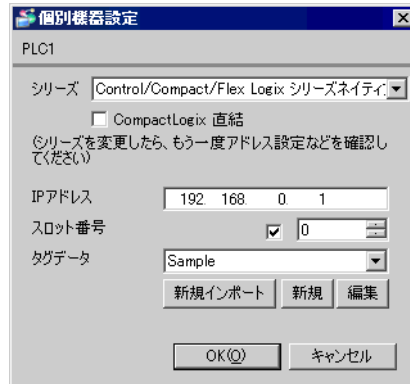 個別機器設定
PLC1
シリーズ Control/Compact/Flex Logix シリーズネイティ
CompactLogix 直結
(シリーズを変更したら、もう一度アドレス設定などを確認し
てください)
IPアドレス 192. 168. 0. 1
スロット番号 0
タグデータ Sample
新規インポート 新規 編集
OK(O) キャンセル